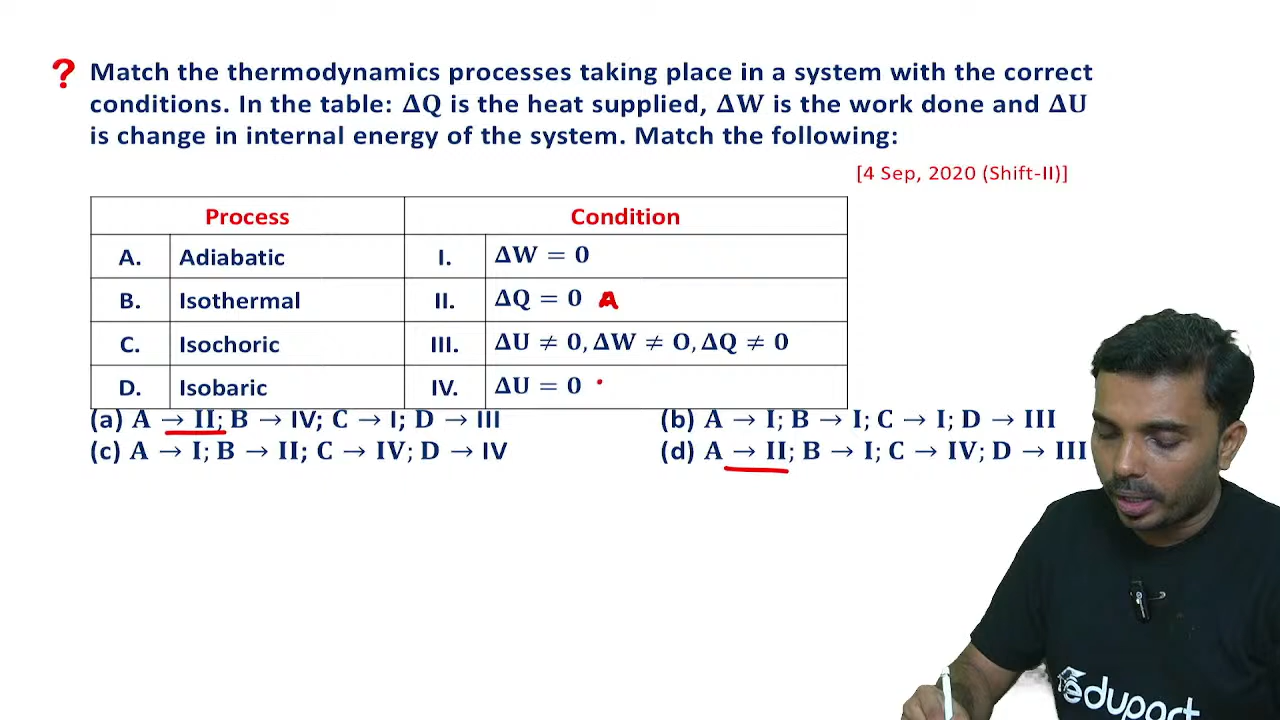 ? Match the thermodynamics processes taking place in a system with the correct
conditions. In the table: ΔQ is the heat supplied, ΔW is the work done and ΔU
is change in internal energy of the system. Match the following:
[4 Sep, 2020 (Shift-II)]
Process Condition
A. Adiabatic I. ΔW = 0
B. Isothermal II. ΔQ = 0 A
C. Isochoric III. ΔU ≠ 0, ΔW ≠ O, ΔQ ≠ 0
D. Isobaric IV. ΔU = 0
(a) A → II; B → IV; C → I; D → III (b) A → I; B → I; C → I; D → III
(c) A → I; B → II; C → IV; D → IV (d) A → II; B → I; C → IV; D → III
eduport